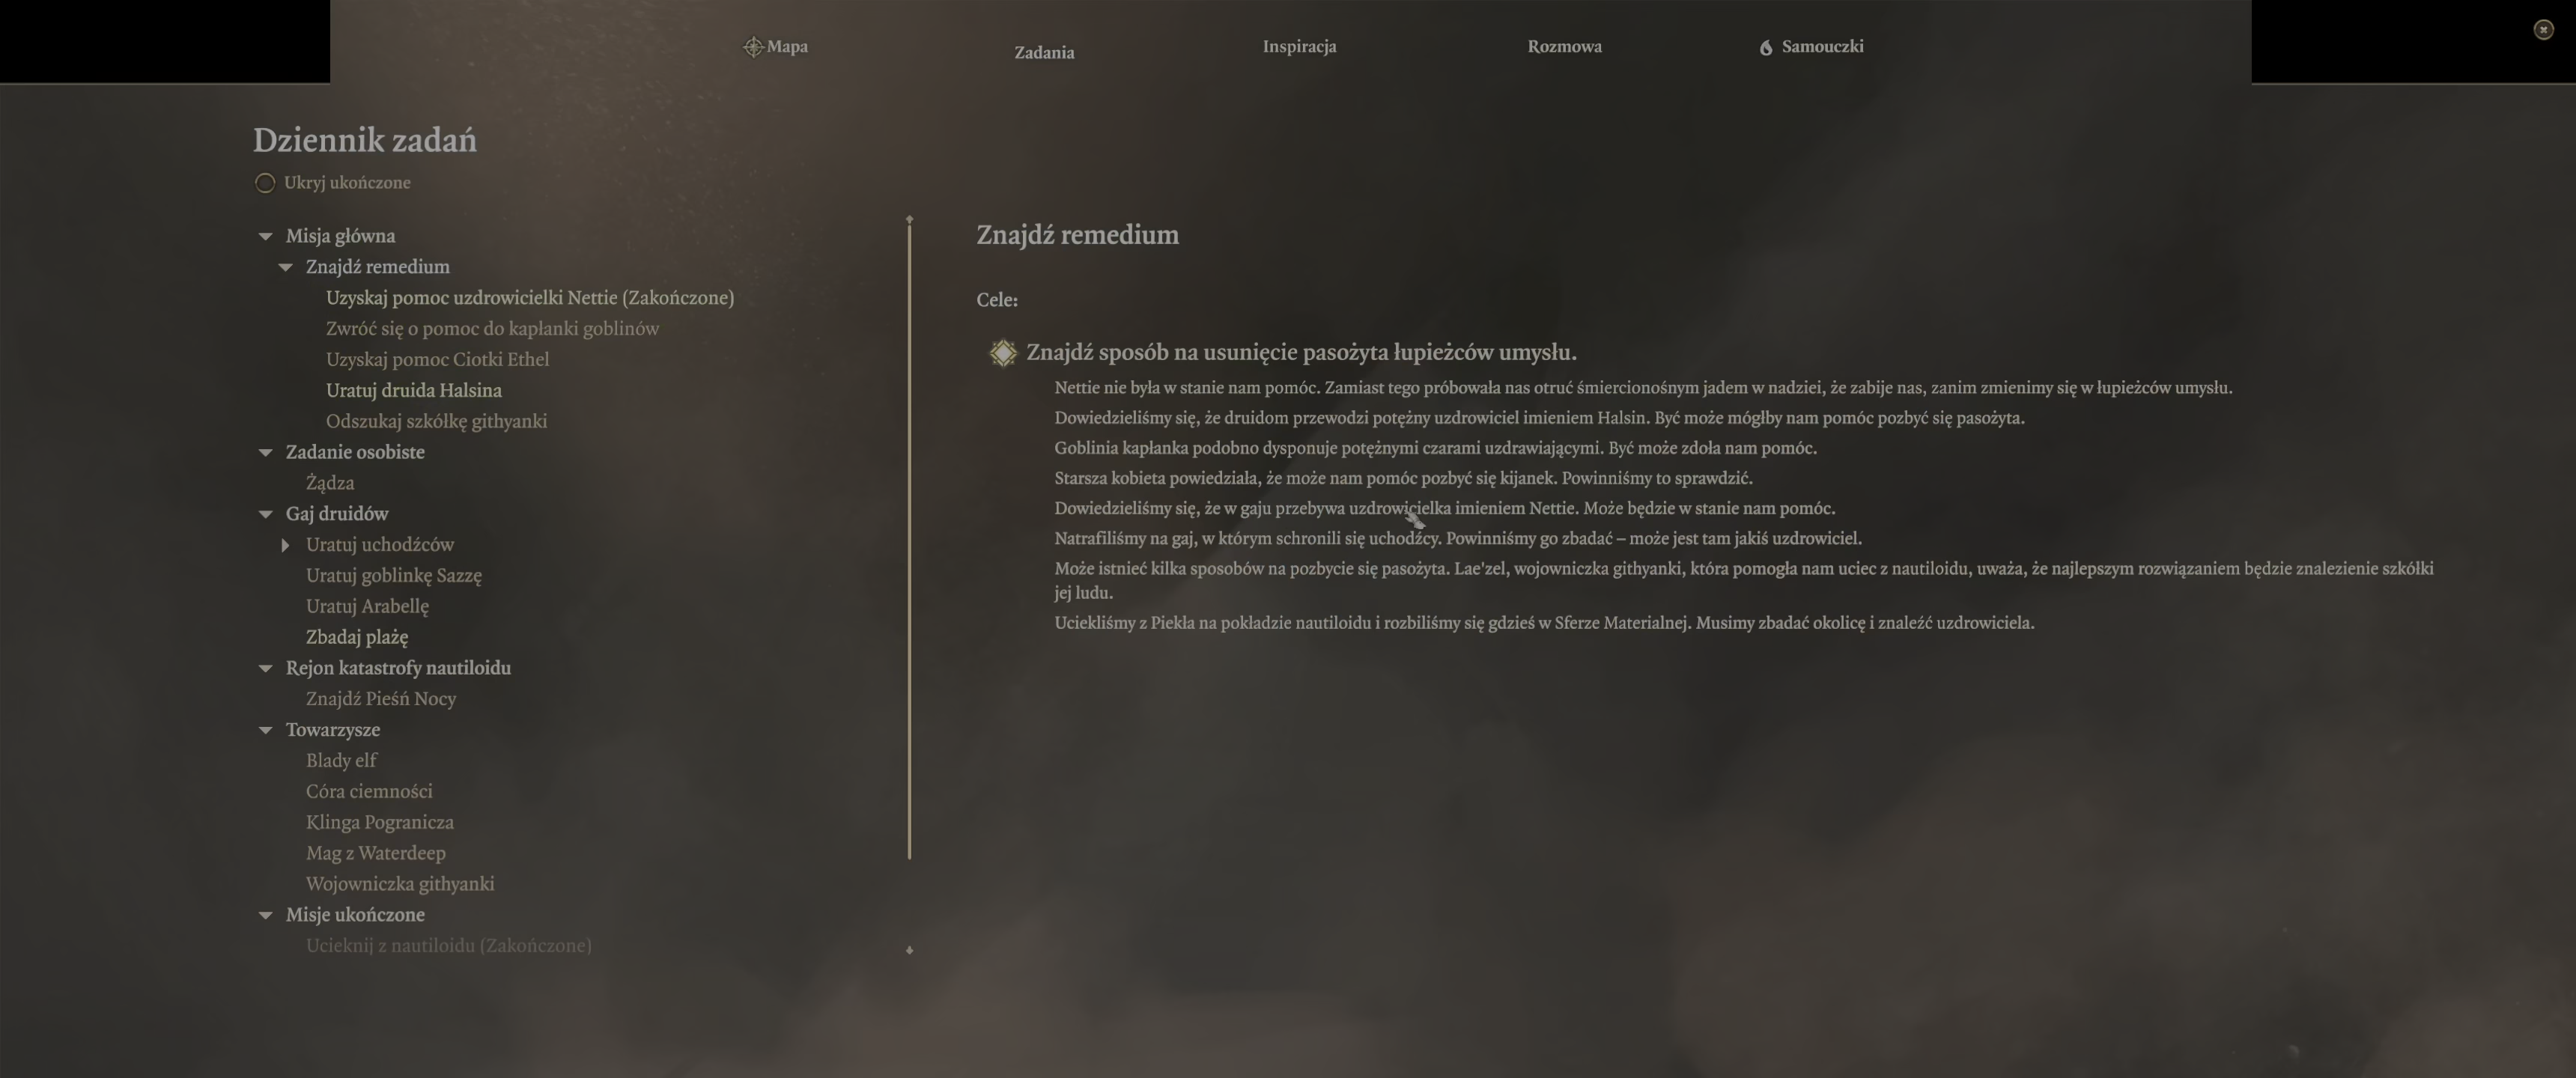 Mapa
Zadania
Inspiracja
Rozmowa
Samouczki
Dziennik zadań
Ukryj ukończone
Misja główna
Znajdź remedium
Uzyskaj pomoc uzdrowicielki Nettie (Zakończone)
Zwróć się o pomoc do kapłanki goblinów
Uzyskaj pomoc Ciotki Ethel
Uratuj druida Halsina
Odszukaj szkółkę githyanki
Zadanie osobiste
Żądza
Gaj druidów
Uratuj uchodźców
Uratuj goblinkę Sazzę
Uratuj Arabellę
Zbadaj plażę
Rejon katastrofy nautiloidu
Znajdź Pieśń Nocy
Towarzysze
Blady elf
Córa ciemności
Klinga Pogranicza
Mag z Waterdeep
Wojowniczka githyanki
Misje ukończone
Ucieknij z nautiloidu (Zakończone)
Znajdź remedium
Cele:
Znajdź sposób na usunięcie pasożyta łupieżców umysłu.
Nettie nie była w stanie nam pomóc. Zamiast tego próbowała nas otruć śmiercionośnym jadem w nadziei, że zabije nas, zanim zmienimy się w łupieżców umysłu.
Dowiedzieliśmy się, że druidom przewodzi potężny uzdrowiciel imieniem Halsin. Być może mógłby nam pomóc pozbyć się pasożyta.
Goblinia kapłanka podobno dysponuje potężnymi czarami uzdrawiającymi. Być może zdoła nam pomóc.
Starsza kobieta powiedziała, że może nam pomóc pozbyć się kijanek. Powinniśmy to sprawdzić.
Dowiedzieliśmy się, że w gaju przebywa uzdrowicielka imieniem Nettie. Może będzie w stanie nam pomóc.
Natrafiliśmy na gaj, w którym schronili się uchodźcy. Powinniśmy go zbadać – może jest tam jakiś uzdrowiciel.
Może istnieć kilka sposobów na pozbycie się pasożyta. Lae'zel, wojowniczka githyanki, która pomogła nam uciec z nautiloidu, uważa, że najlepszym rozwiązaniem będzie znalezienie szkółki
jej ludu.
Uciekliśmy z Piekła na pokładzie nautiloidu i rozbiliśmy się gdzieś w Sferze Materialnej. Musimy zbadać okolicę i znaleźć uzdrowiciela.